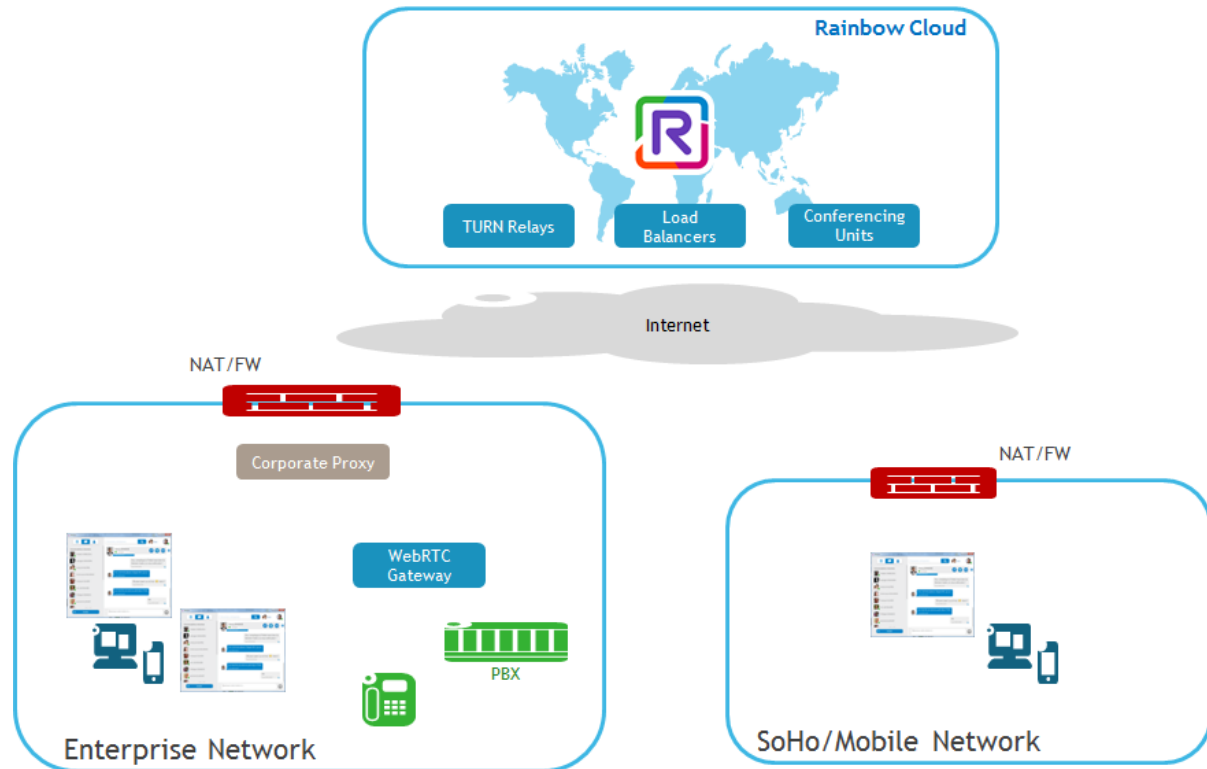 Rainbow Cloud
R
TURN Relays
Load
Balancers
Conferencing
Units
Internet
NAT/FW
Corporate Proxy
NAT/FW
WebRTC
Gateway
PBX
Enterprise Network
SoHo/Mobile Network